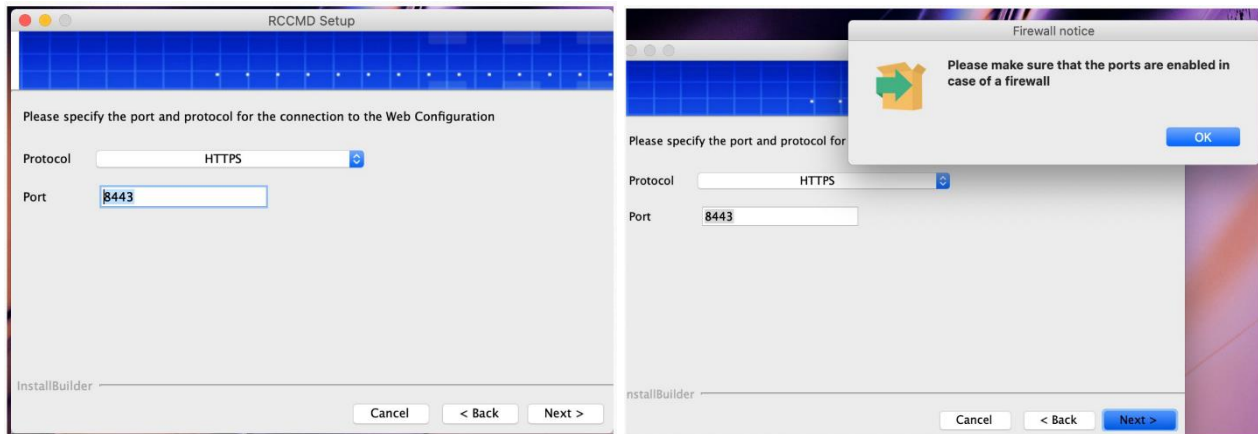 RCCMD Setup
Please specify the port and protocol for the connection to the Web Configuration
Protocol HTTPS
Port 8443
InstallBuilder
Cancel < Back Next >
Firewall notice
Please make sure that the ports are enabled in
case of a firewall
OK
Please specify the port and protocol for
Protocol HTTPS
Port 8443
nstallBuilder
Cancel < Back Next >